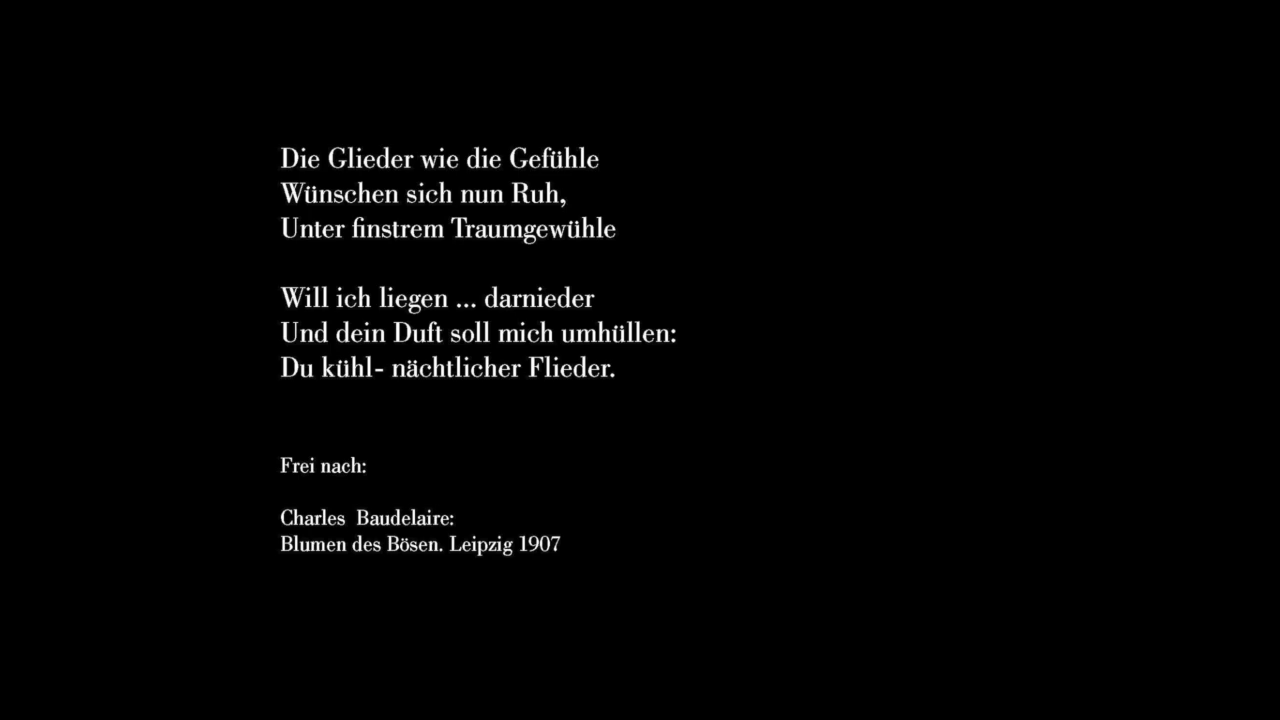 Die Glieder wie die Gefühle
Wünschen sich nun Ruh,
Unter finstrem Traumgewühle
Will ich liegen ... darnieder
Und dein Duft soll mich umhüllen:
Du kühl- nächtlicher Flieder.
Frei nach:
Charles  Baudelaire:
Blumen des Bösen. Leipzig 1907